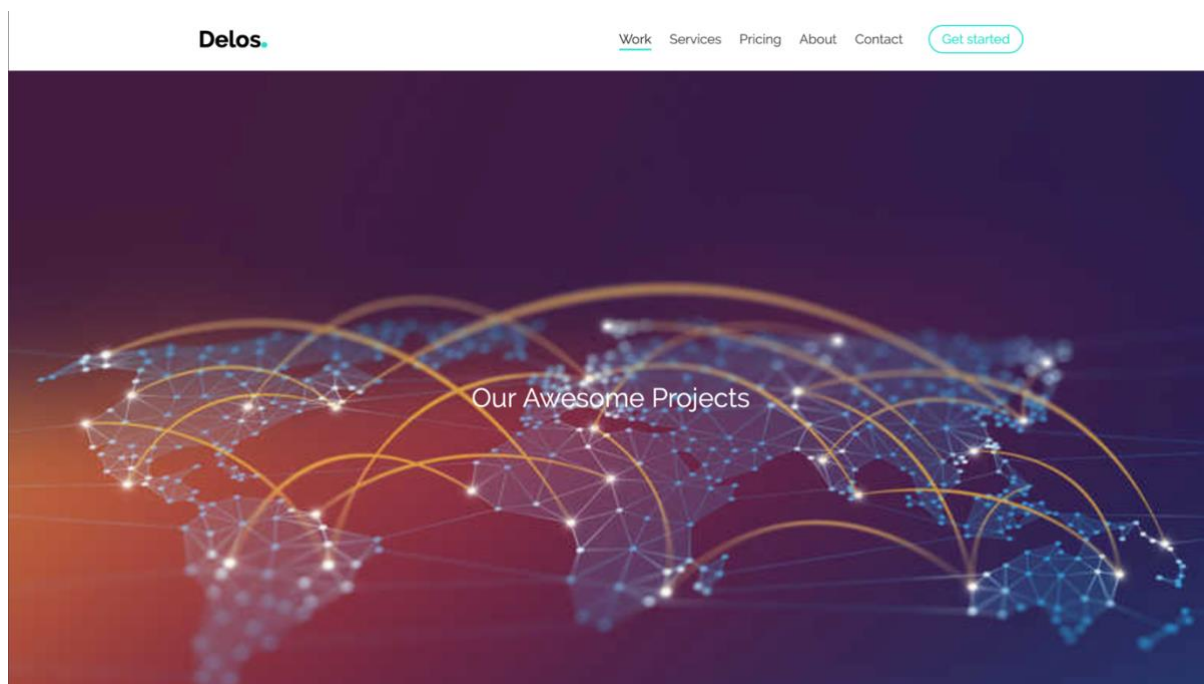 Delos.
Work Services Pricing About Contact Get started
Our Awesome Projects